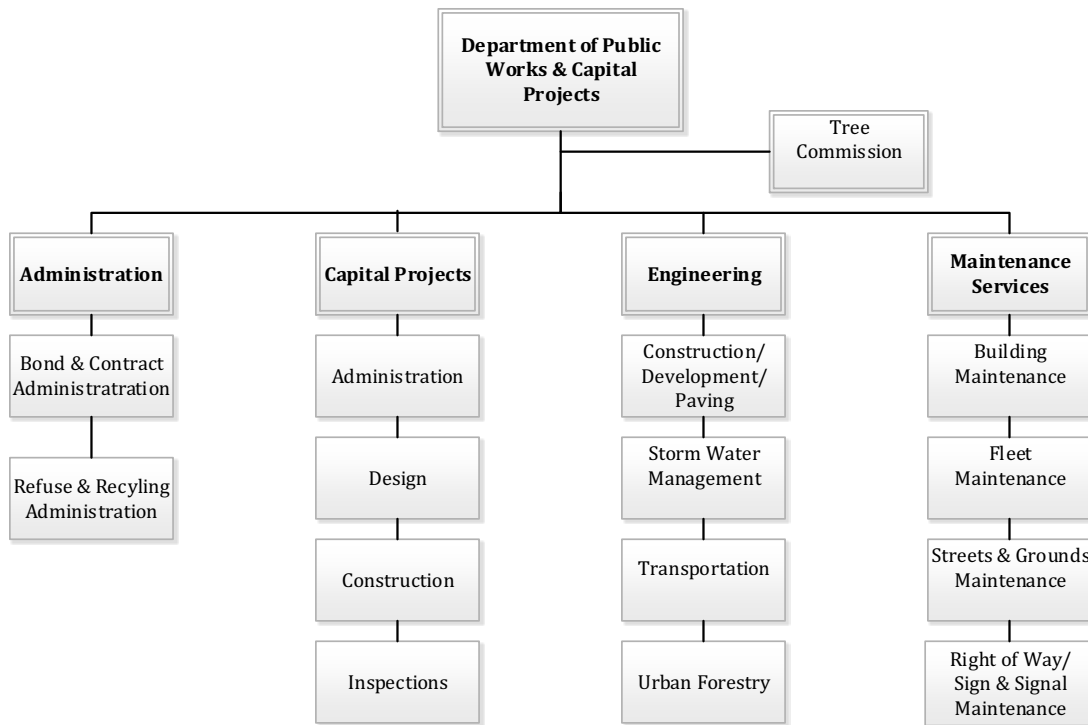 Department of Public
Works & Capital
Projects
Tree
Commission
Administration
Bond & Contract
Administratration
Refuse & Recyling
Administration
Capital Projects
Administration
Design
Construction
Inspections
Engineering
Construction/
Development/
Paving
Storm Water
Management
Transportation
Urban Forestry
Maintenance
Services
Building
Maintenance
Fleet
Maintenance
Streets & Grounds
Maintenance
Right of Way/
Sign & Signal
Maintenance